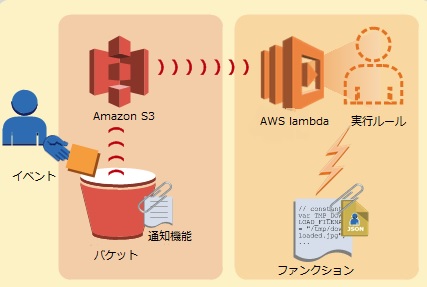 Amazon S3
AWS lambda
実行ルール
イベント
通知機能
バケット
// constant
var TMP_DOW
LOAD_FILENA
= "/tmp/dow
loaded.jpg";
...
JSON
ファンクション